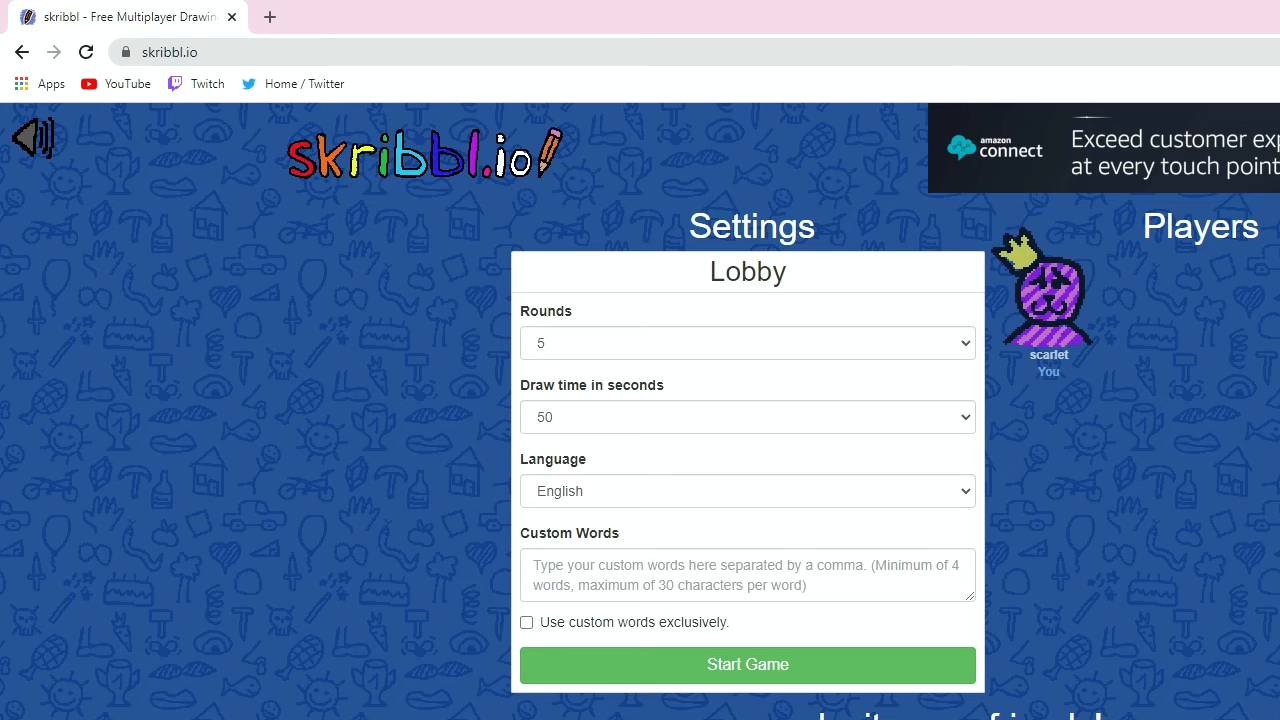 skribbl - Free Multiplayer Drawin
skribbl.io
Apps
YouTube
Twitch
Home / Twitter
skribbl.io
amazon
connect
Exceed customer exp
at every touch point
Settings
Players
Lobby
Rounds
5
Draw time in seconds
50
Language
English
Custom Words
Type your custom words here separated by a comma. (Minimum of 4
words, maximum of 30 characters per word)
Use custom words exclusively.
Start Game
scarlet
You